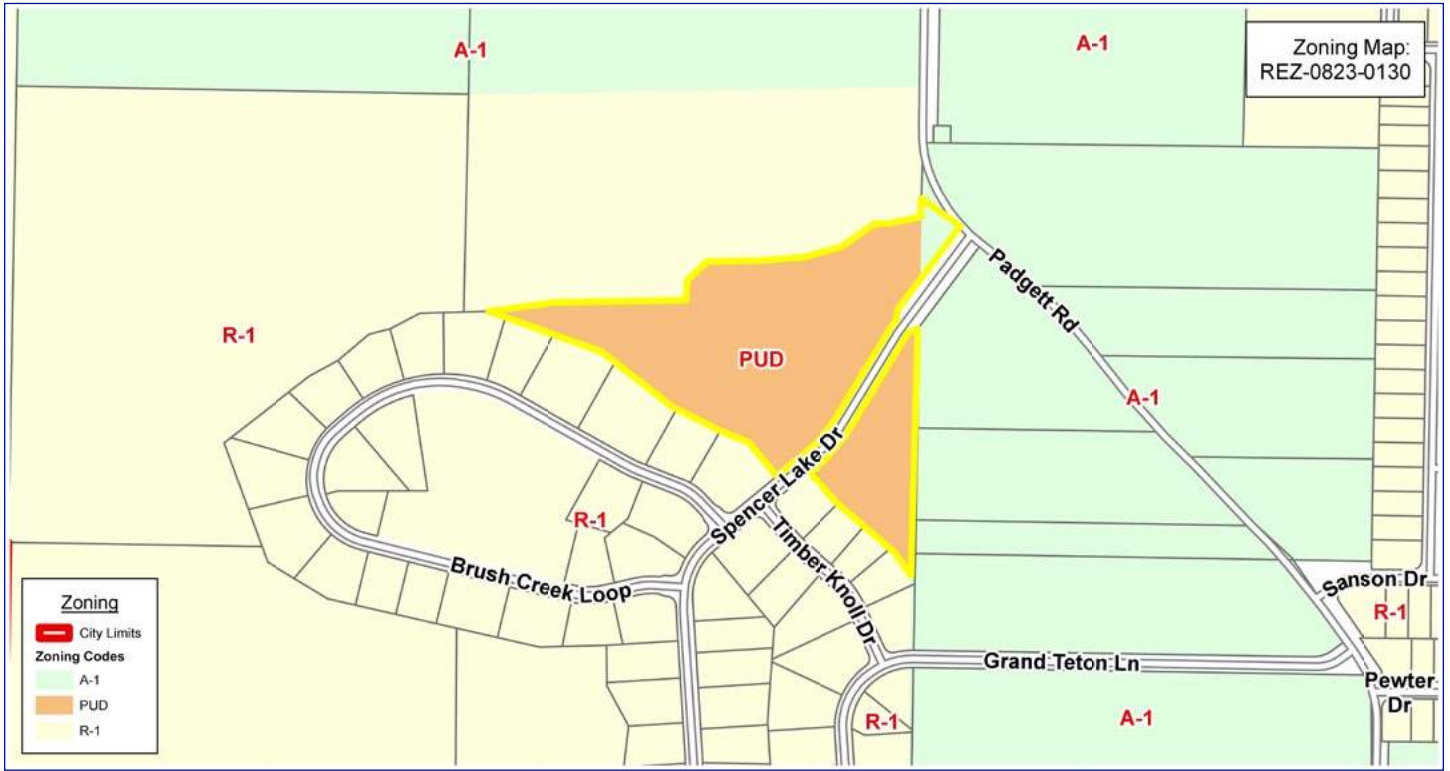 A-1
A-1
Zoning Map:
REZ-0823-0130
Padgett Rd
R-1
PUD
A-1
Spencer Lake Dr
R-1
Timber Knoll Dr
Brush Creek Loop
Sanson Dr
R-1
Grand Teton Ln
Pewter
Dr
R-1
A-1
Zoning
City Limits
Zoning Codes
A-1
PUD
R-1